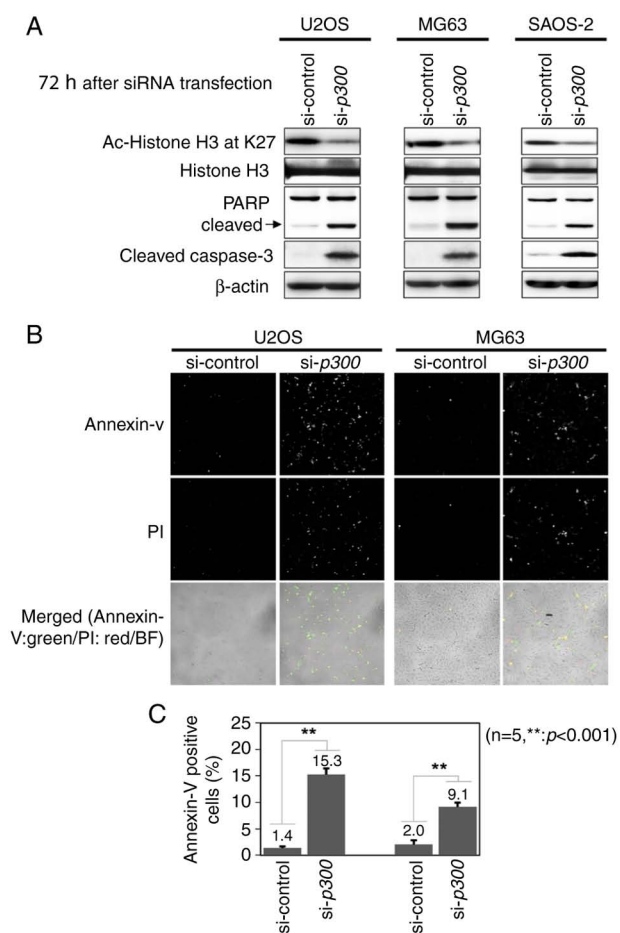 A
U2OS
MG63
SAOS-2
72 h after siRNA transfection
si-control
si-p300
si-control
si-p300
si-control
si-p300
Ac-Histone H3 at K27
Histone H3
PARP
cleaved
Cleaved caspase-3
β-actin
B
U2OS
MG63
si-control
si-p300
si-control
si-p300
Annexin-v
PI
Merged (Annexin-
V:green/PI: red/BF)
C
Annexin-V positive
cells (%)
25
20
15
10
5
0
**
15.3
1.4
**
9.1
2.0
(n=5,**:p<0.001)
si-control
si-p300
si-control
si-p300